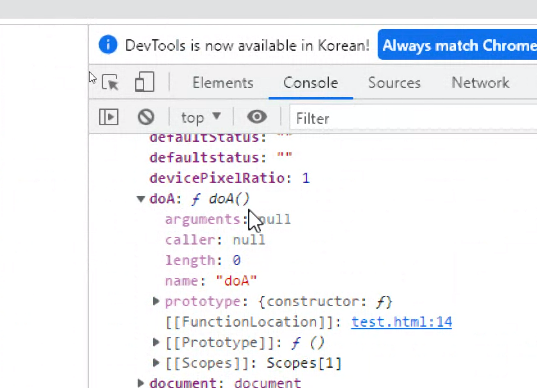 DevTools is now available in Korean! Always match Chrome
Elements Console Sources Network
top Filter
defaultStatus: ""
defaultstatus: ""
devicePixelRatio: 1
doA: ƒ doA()
arguments: null
caller: null
length: 0
name: "doA"
prototype: {constructor: ƒ}
[[FunctionLocation]]: test.html:14
[[Prototype]]: ƒ ()
[[Scopes]]: Scopes[1]
document: document